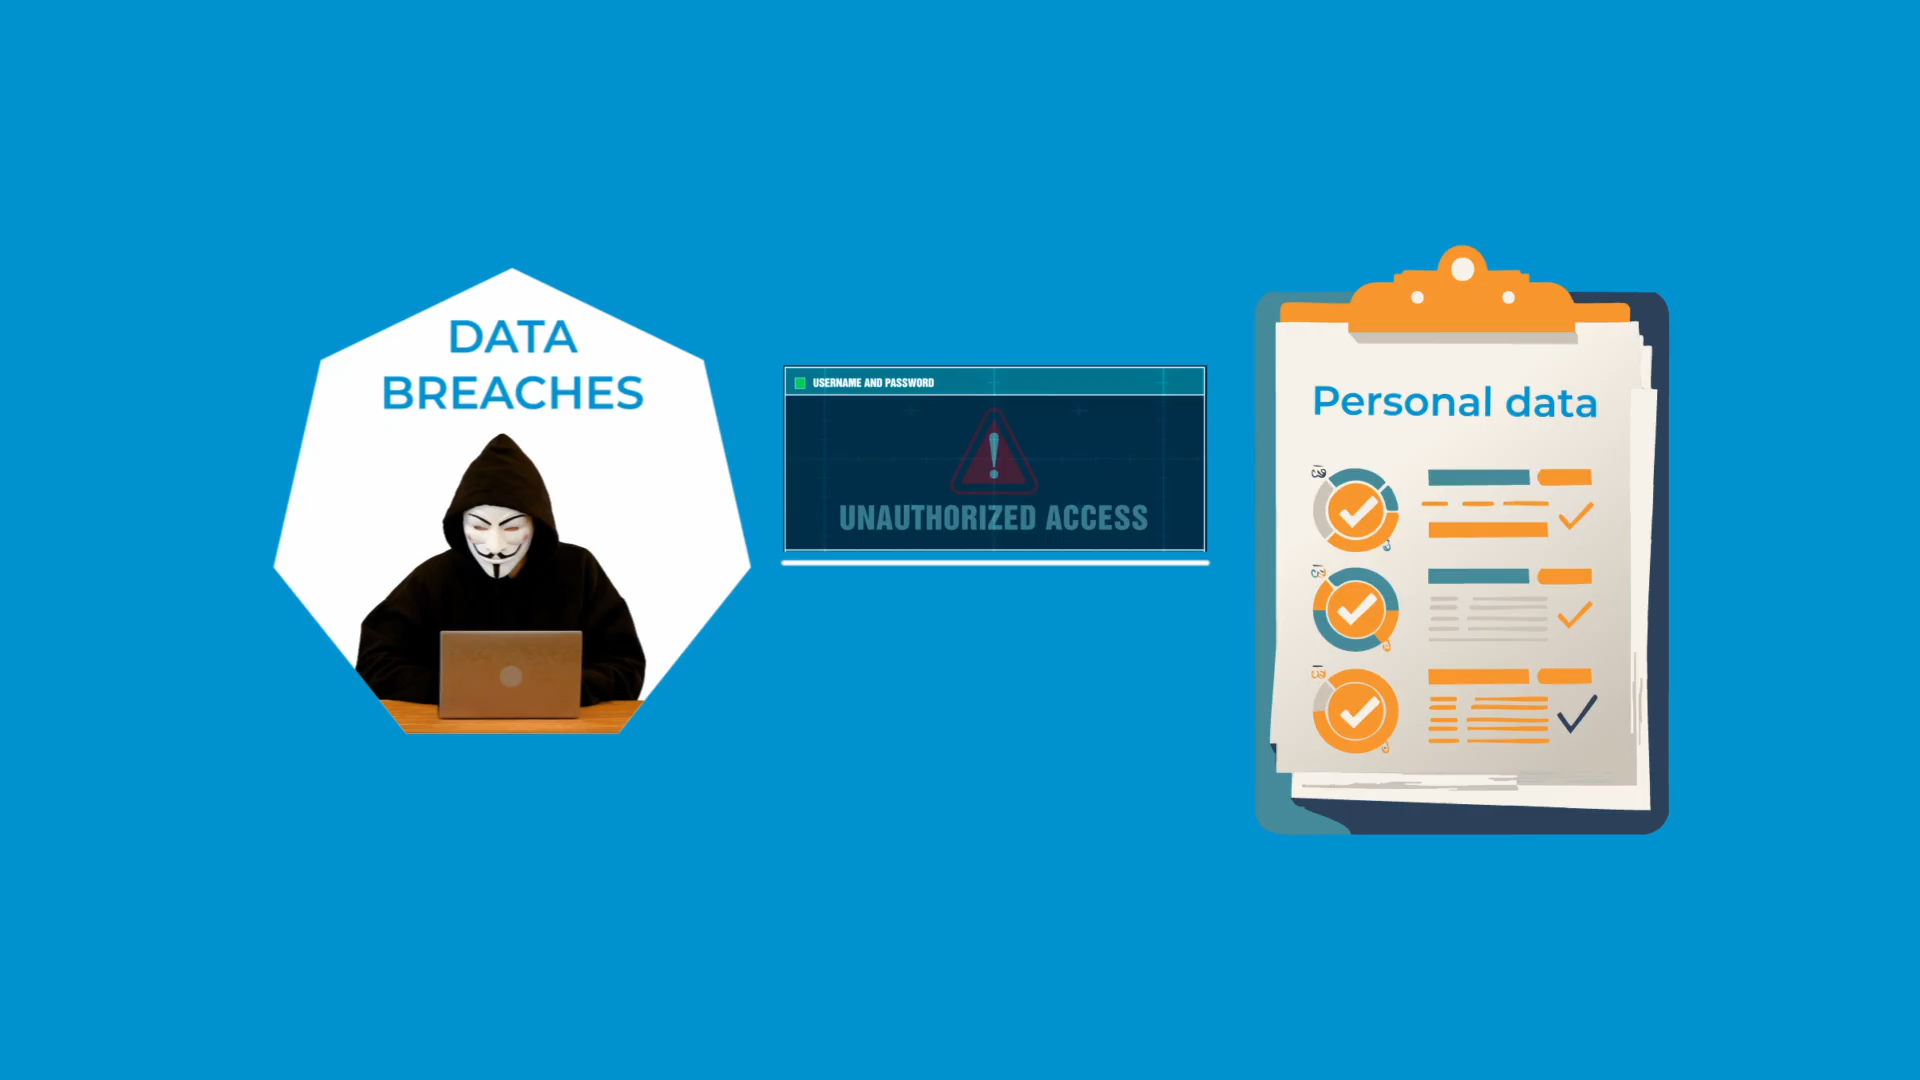 DATA
BREACHES
USERNAME AND PASSWORD
!
UNAUTHORIZED ACCESS
Personal data